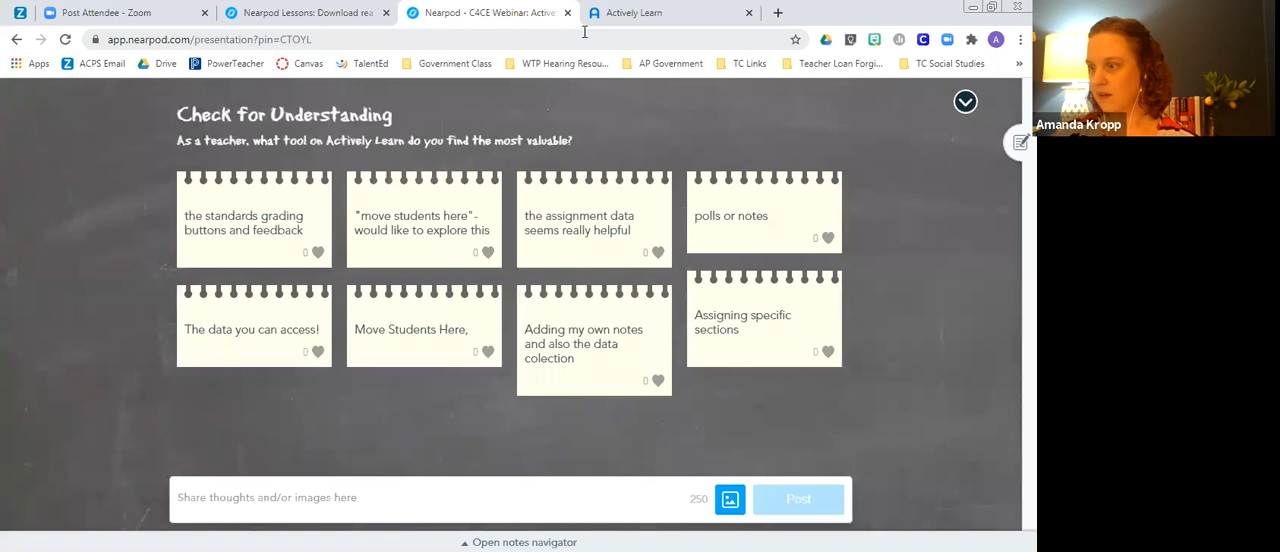 Post Attendee - Zoom
Nearpod Lessons: Download rea
Nearpod - C4CE Webinar: Active
Actively Learn
app.nearpod.com/presentation?pin=CTOYL
Apps
ACPS Email
Drive
PowerTeacher
Canvas
TalentEd
Government Class
WTP Hearing Resou...
AP Government
TC Links
Teacher Loan Forgi...
TC Social Studies
»
Amanda Kropp
Check for Understanding
As a teacher, what tool on Actively Learn do you find the most valuable?
the standards grading
buttons and feedback
0
"move students here"-
would like to explore this
0
the assignment data
seems really helpful
0
polls or notes
0
The data you can access!
0
Move Students Here,
0
Adding my own notes
and also the data
colection
0
Assigning specific
sections
0
Share thoughts and/or images here
250
Post
Open notes navigator